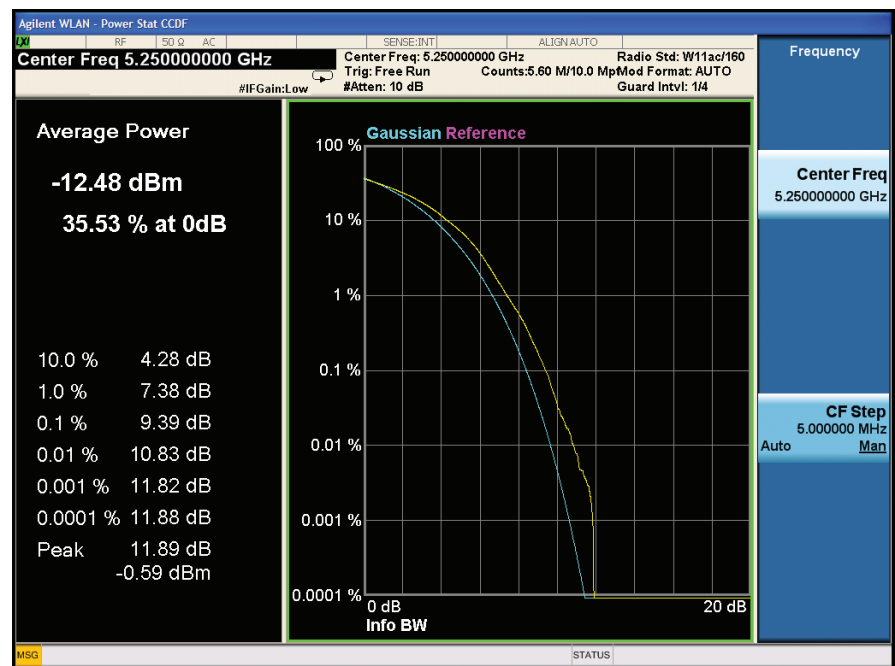 Agilent WLAN - Power Stat CCDF
LXI RF 50 Ω AC SENSE:INT ALIGN AUTO
Center Freq 5.250000000 GHz
#IFGain:Low
Center Freq: 5.250000000 GHz Radio Std: W11ac/160
Trig: Free Run Counts:5.60 M/10.0 Mpt Mod Format: AUTO
#Atten: 10 dB Guard Intvl: 1/4
Average Power
-12.48 dBm
35.53 % at 0dB
10.0 % 4.28 dB
1.0 % 7.38 dB
0.1 % 9.39 dB
0.01 % 10.83 dB
0.001 % 11.82 dB
0.0001 % 11.88 dB
Peak 11.89 dB
-0.59 dBm
Gaussian Reference
100 %
10 %
1 %
0.1 %
0.01 %
0.001 %
0.0001 %
0 dB 20 dB
Info BW
Frequency
Center Freq
5.250000000 GHz
CF Step
5.000000 MHz
Auto Man
MSG STATUS